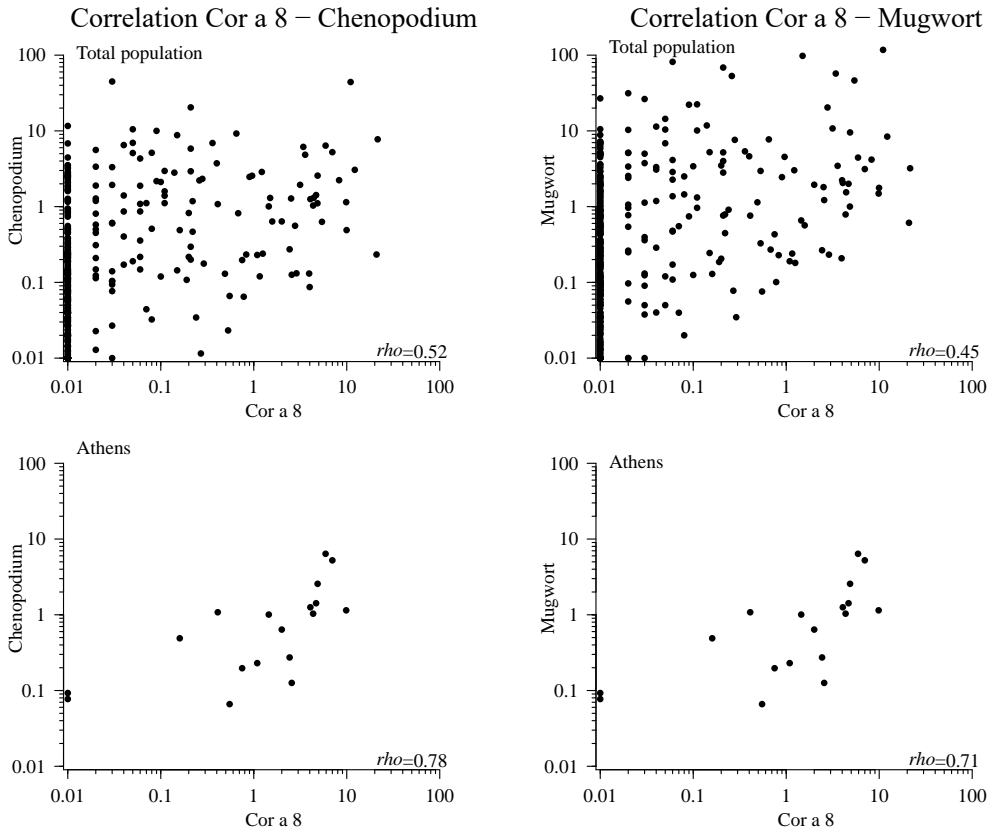 Correlation Cor a 8 − Chenopodium
Total population
100
10
1
0.1
0.01
Chenopodium
rho=0.52
0.01 0.1 1 10 100
Cor a 8
Correlation Cor a 8 − Mugwort
Total population
100
10
1
0.1
0.01
Mugwort
rho=0.45
0.01 0.1 1 10 100
Cor a 8
Athens
100
10
1
0.1
0.01
Chenopodium
rho=0.78
0.01 0.1 1 10 100
Cor a 8
Athens
100
10
1
0.1
0.01
Mugwort
rho=0.71
0.01 0.1 1 10 100
Cor a 8